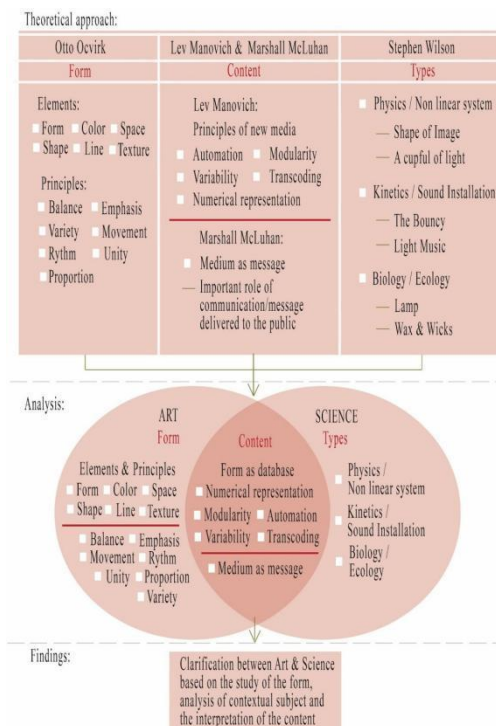 Theoretical approach:
Otto Ocvirk
Form
Elements:
Form Color Space
Shape Line Texture
Principles:
Balance Emphasis
Variety Movement
Rythm Unity
Proportion
Lev Manovich & Marshall McLuhan
Content
Lev Manovich:
Principles of new media
Automation Modularity
Variability Transcoding
Numerical representation
Marshall McLuhan:
Medium as message
— Important role of
communication/message
delivered to the public
Stephen Wilson
Types
Physics / Non linear system
— Shape of Image
— A cupful of light
Kinetics / Sound Installation
— The Bouncy
— Light Music
Biology / Ecology
— Lamp
— Wax & Wicks
Analysis:
ART
Form
Elements & Principles
Form Color Space
Shape Line Texture
Balance Emphasis
Movement Rythm
Unity Proportion
Variety
Content
Form as database
Numerical representation
Modularity Automation
Variability Transcoding
Medium as message
SCIENCE
Types
Physics /
Non linear system
Kinetics /
Sound Installation
Biology /
Ecology
Findings:
Clarification between Art & Science
based on the study of the form,
analysis of contextual subject and
the interpretation of the content